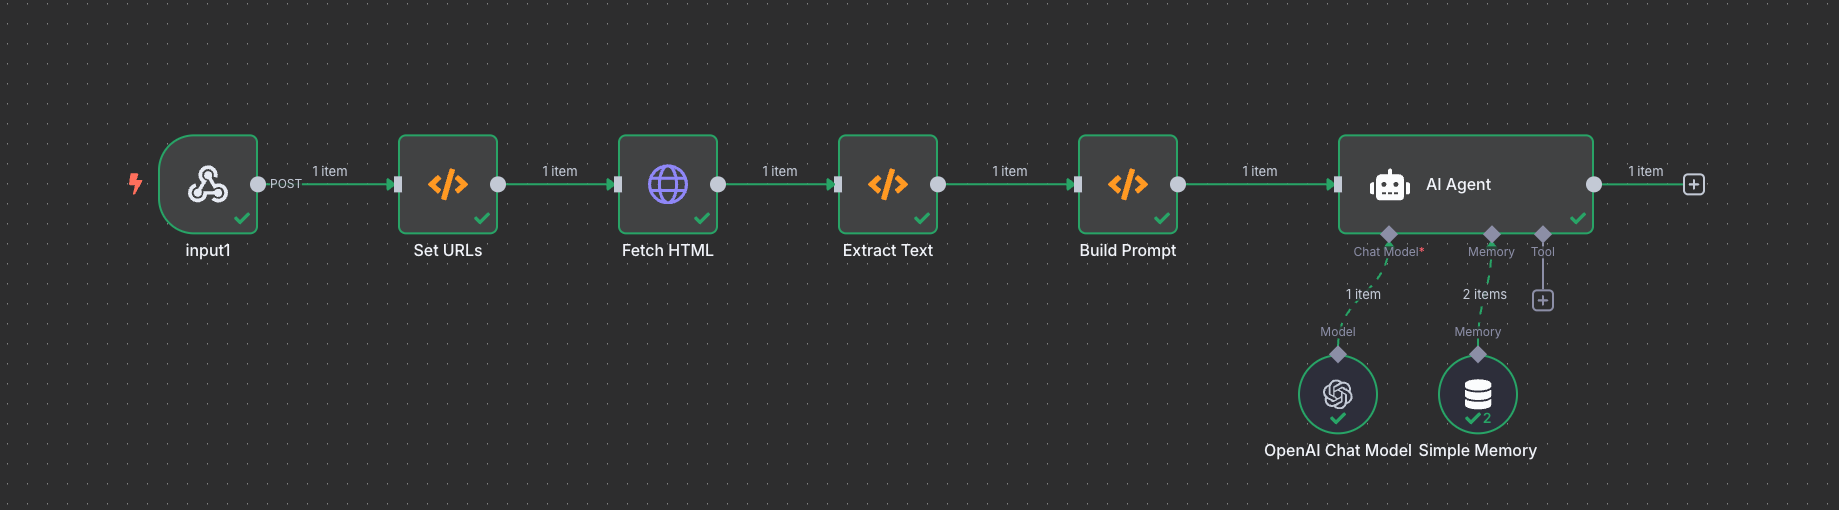 POST
1 item
1 item
1 item
1 item
1 item
1 item
AI Agent
input1
Set URLs
Fetch HTML
Extract Text
Build Prompt
Chat Model*
Memory
Tool
1 item
2 items
Model
Memory
2
OpenAI Chat Model
Simple Memory